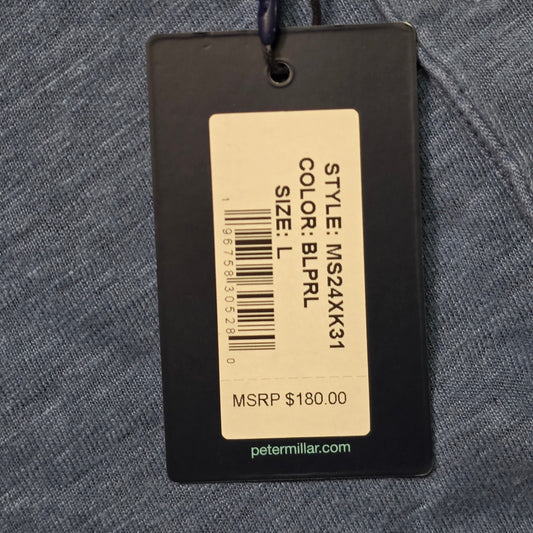 STYLE: MS24XK31
COLOR: BLPRL
SIZE: L
1 96758 30528 0
MSRP $180.00
petermillar.com